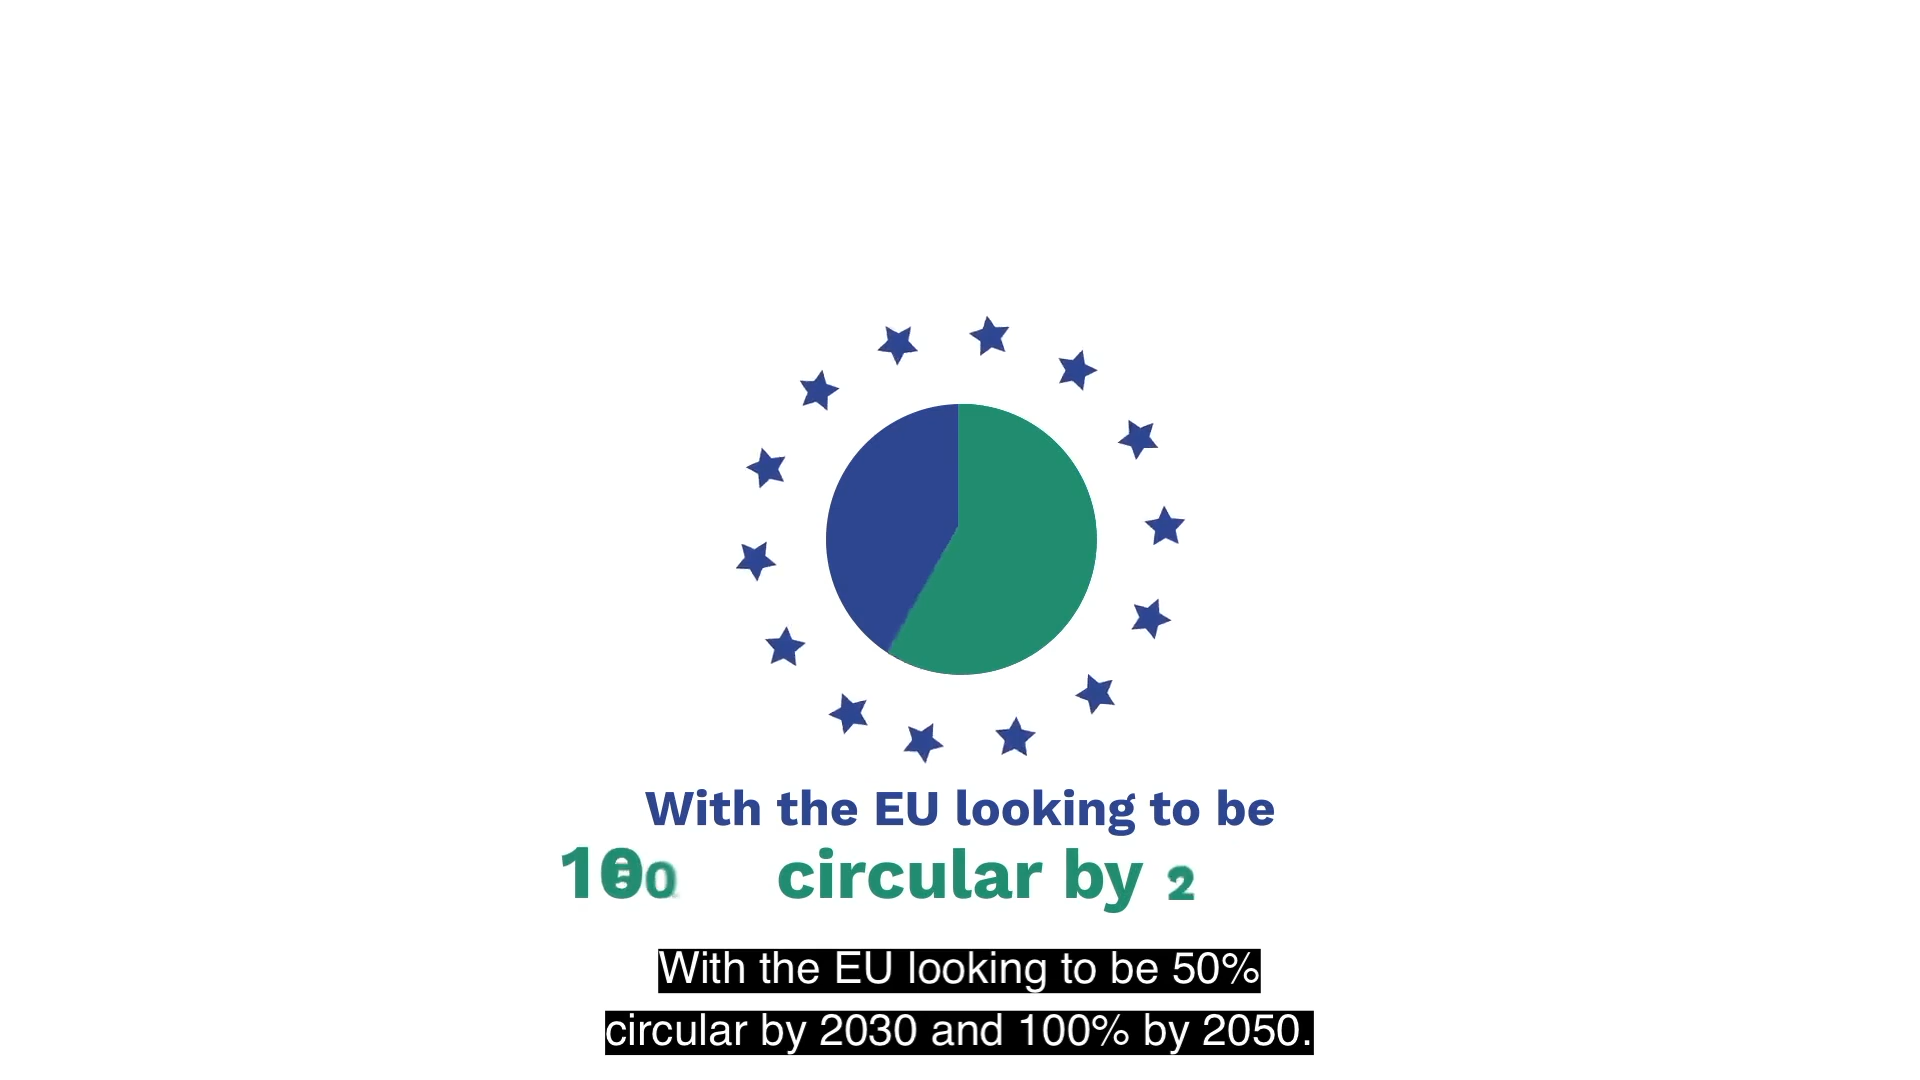 With the EU looking to be
circular by 2
With the EU looking to be 50%
circular by 2030 and 100% by 2050.